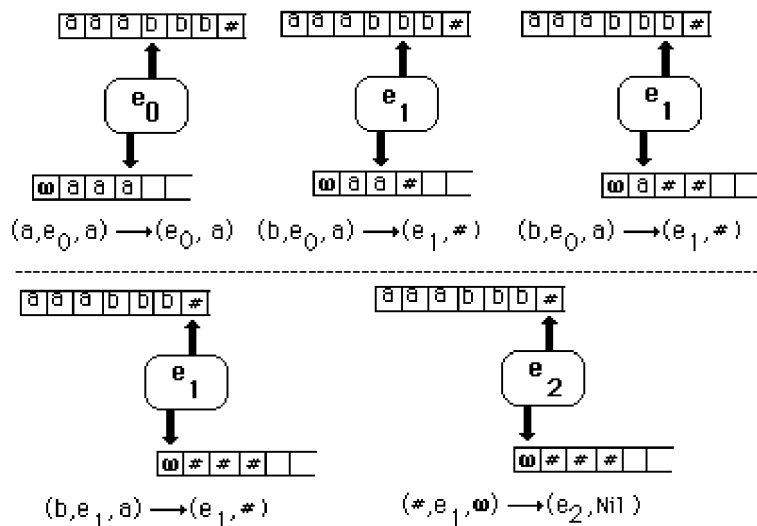 a a a b b b #
a a a b b b #
a a a b b b #
e0
e1
e1
ω a a a
ω a a #
ω a # #
(a,e0,a) → (e0, a)
(b,e0,a) → (e1,#)
(b,e0,a) → (e1,#)
a a a b b b #
a a a b b b #
e1
e2
ω # # #
ω # # #
(b,e1,a) → (e1,#)
(#,e1,ω) → (e2,Nil)